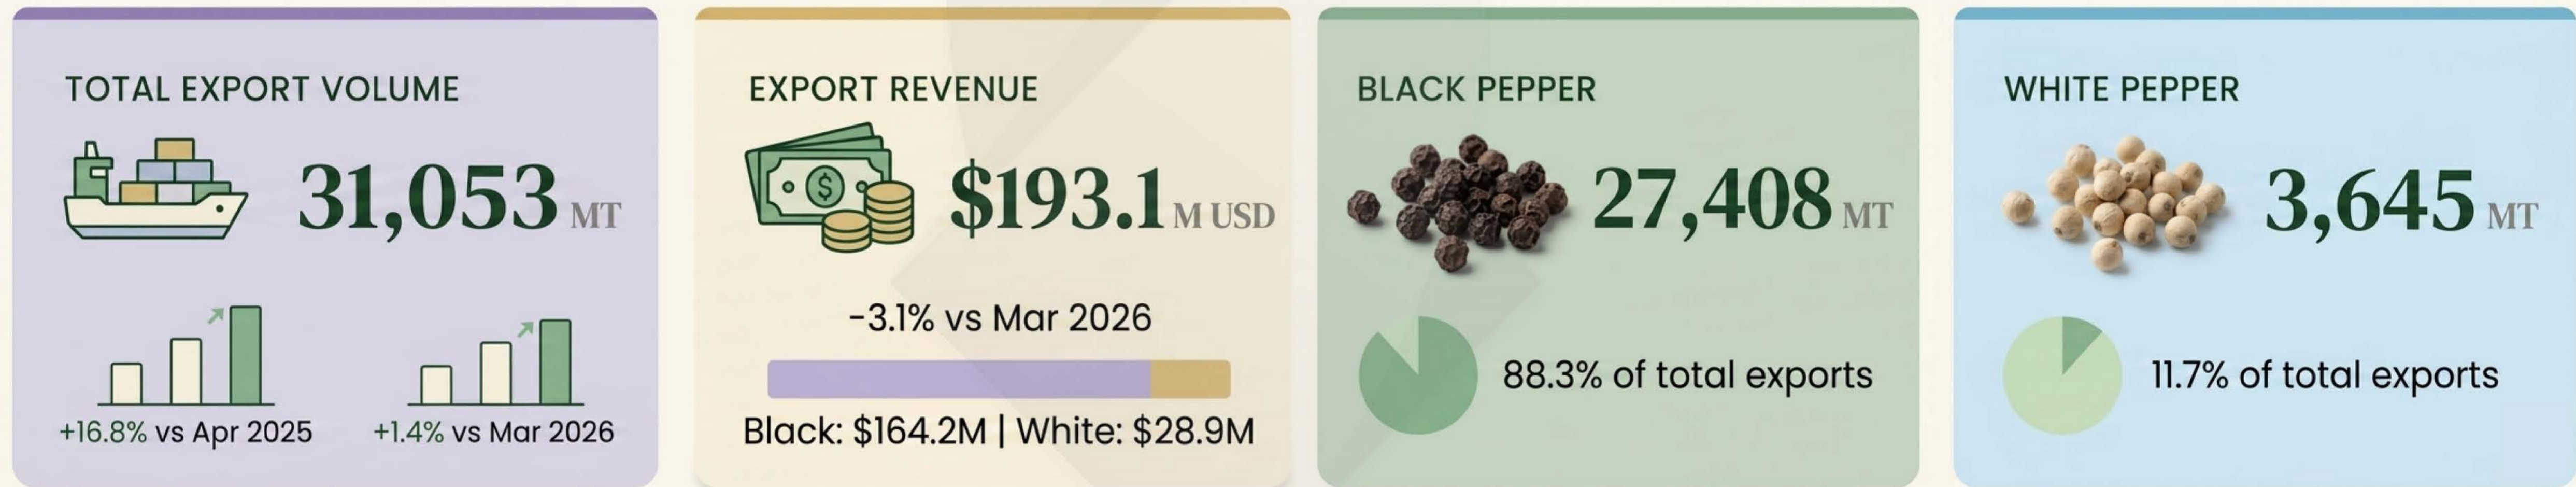 TOTAL EXPORT VOLUME
31,053 MT
+16.8% vs Apr 2025
+1.4% vs Mar 2026
EXPORT REVENUE
$
$193.1 M USD
-3.1% vs Mar 2026
Black: $164.2M | White: $28.9M
BLACK PEPPER
27,408 MT
88.3% of total exports
WHITE PEPPER
3,645 MT
11.7% of total exports